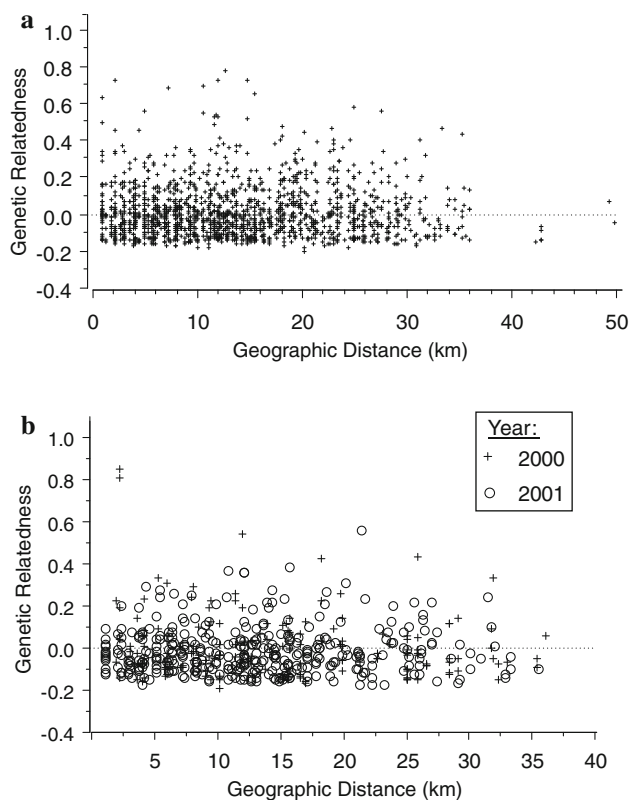 a
1.0
0.8
0.6
0.4
0.2
0.0
-0.2
-0.4
Genetic Relatedness
0 10 20 30 40 50
Geographic Distance (km)
b
1.0
0.8
0.6
0.4
0.2
0.0
-0.2
-0.4
Genetic Relatedness
Year:
+ 2000
○ 2001
5 10 15 20 25 30 35 40
Geographic Distance (km)